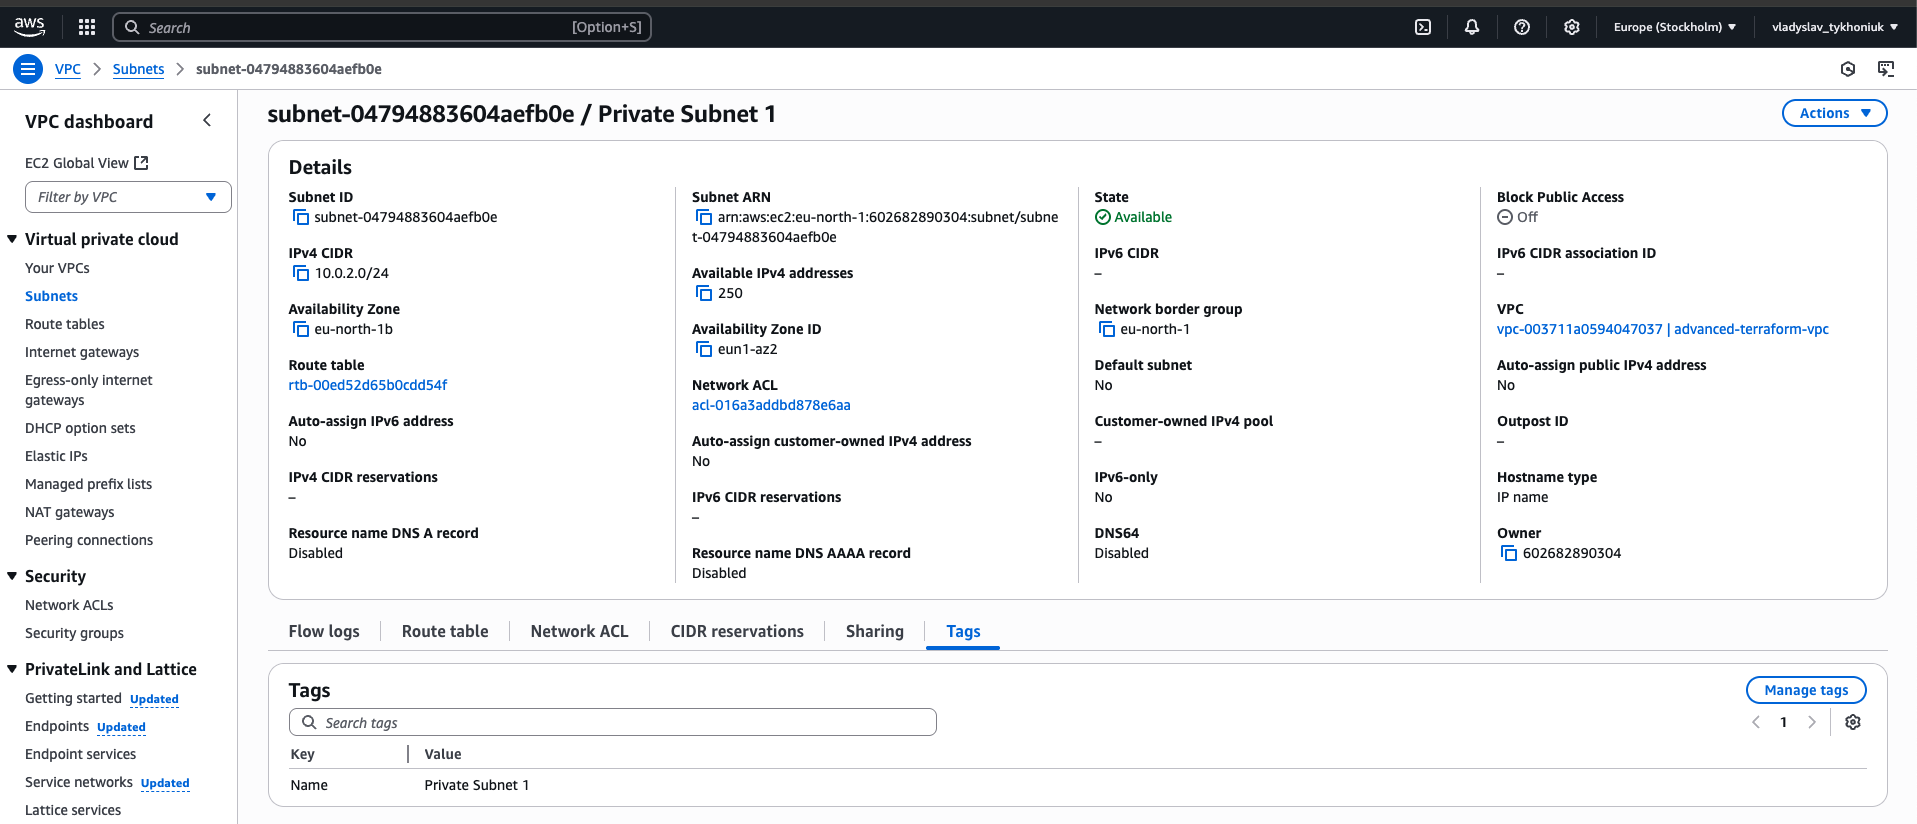 aws
Search
[Option+S]
Europe (Stockholm)
vladyslav_tykhoniuk
VPC
Subnets
subnet-04794883604aefb0e
VPC dashboard
EC2 Global View
Filter by VPC
Virtual private cloud
Your VPCs
Subnets
Route tables
Internet gateways
Egress-only internet
gateways
DHCP option sets
Elastic IPs
Managed prefix lists
NAT gateways
Peering connections
Security
Network ACLs
Security groups
PrivateLink and Lattice
Getting started Updated
Endpoints Updated
Endpoint services
Service networks Updated
Lattice services
subnet-04794883604aefb0e / Private Subnet 1
Actions
Details
Subnet ID
subnet-04794883604aefb0e
IPv4 CIDR
10.0.2.0/24
Availability Zone
eu-north-1b
Route table
rtb-00ed52d65b0cdd54f
Auto-assign IPv6 address
No
IPv4 CIDR reservations
–
Resource name DNS A record
Disabled
Subnet ARN
arn:aws:ec2:eu-north-1:602682890304:subnet/subne
t-04794883604aefb0e
Available IPv4 addresses
250
Availability Zone ID
eun1-az2
Network ACL
acl-016a3addbd878e6aa
Auto-assign customer-owned IPv4 address
No
IPv6 CIDR reservations
–
Resource name DNS AAAA record
Disabled
State
Available
IPv6 CIDR
–
Network border group
eu-north-1
Default subnet
No
Customer-owned IPv4 pool
–
IPv6-only
No
DNS64
Disabled
Block Public Access
Off
IPv6 CIDR association ID
–
VPC
vpc-003711a0594047037 | advanced-terraform-vpc
Auto-assign public IPv4 address
No
Outpost ID
–
Hostname type
IP name
Owner
602682890304
Flow logs
Route table
Network ACL
CIDR reservations
Sharing
Tags
Tags
Manage tags
Search tags
1
Key Value
Name Private Subnet 1